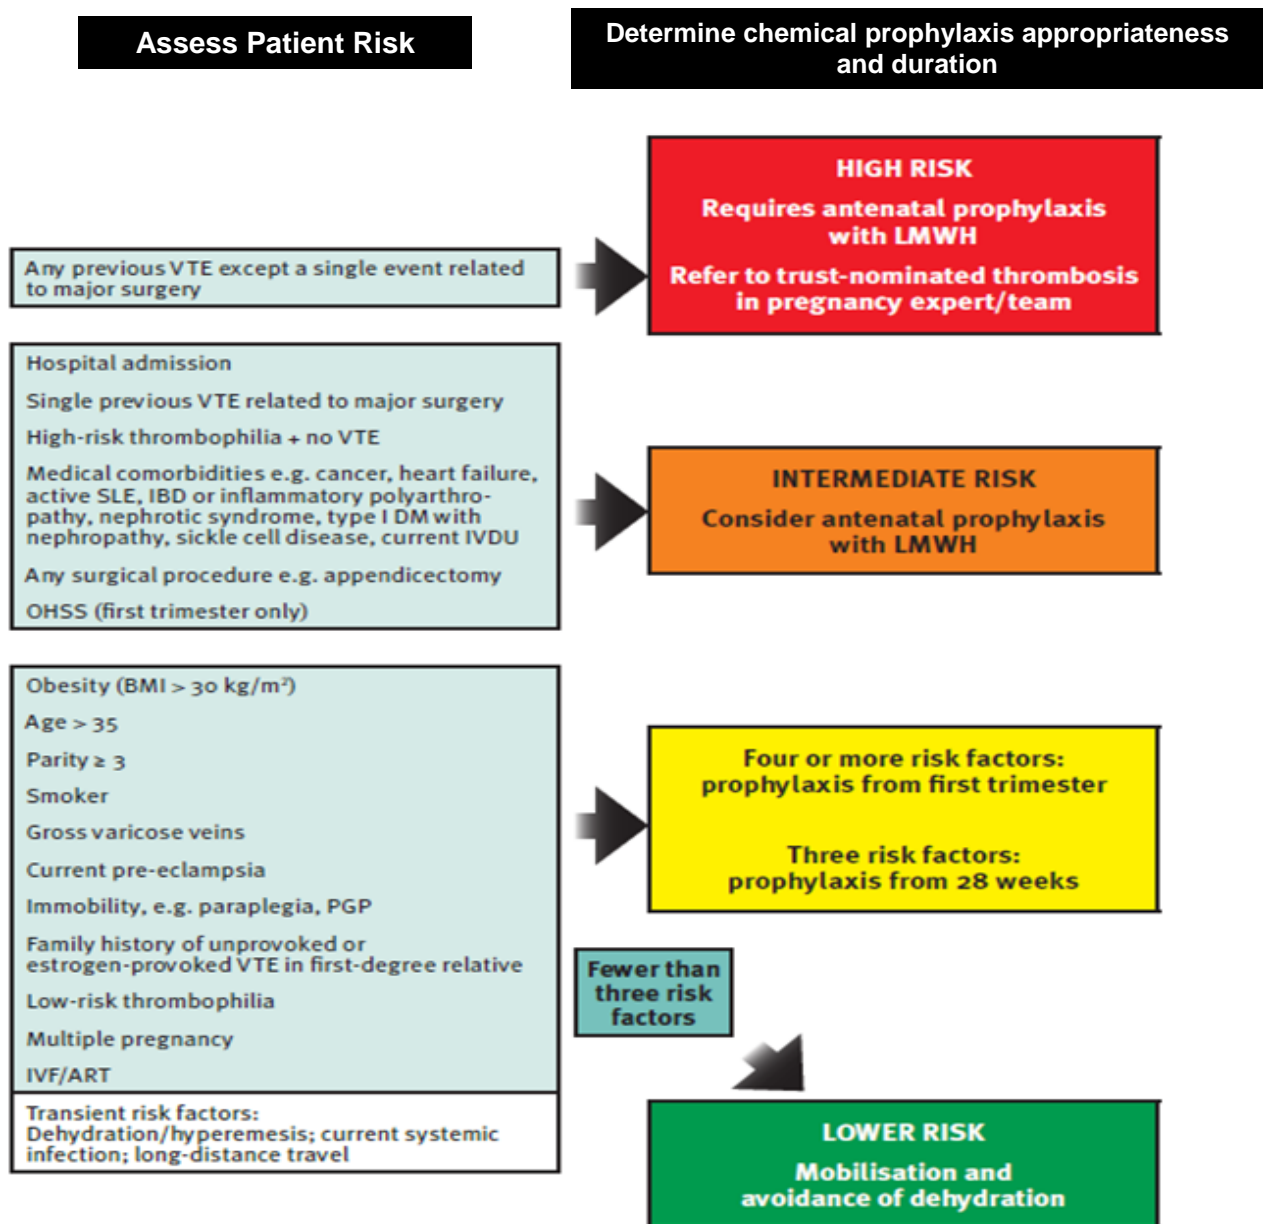 Assess Patient Risk
Determine chemical prophylaxis appropriateness
and duration
Any previous VTE except a single event related
to major surgery
HIGH RISK
Requires antenatal prophylaxis
with LMWH
Refer to trust-nominated thrombosis
in pregnancy expert/team
Hospital admission
Single previous VTE related to major surgery
High-risk thrombophilia + no VTE
Medical comorbidities e.g. cancer, heart failure,
active SLE, IBD or inflammatory polyarthro-
pathy, nephrotic syndrome, type I DM with
nephropathy, sickle cell disease, current IVDU
Any surgical procedure e.g. appendicectomy
OHSS (first trimester only)
INTERMEDIATE RISK
Consider antenatal prophylaxis
with LMWH
Obesity (BMI > 30 kg/m²)
Age > 35
Parity ≥ 3
Smoker
Gross varicose veins
Current pre-eclampsia
Immobility, e.g. paraplegia, PGP
Family history of unprovoked or
estrogen-provoked VTE in first-degree relative
Low-risk thrombophilia
Multiple pregnancy
IVF/ART
Transient risk factors:
Dehydration/hyperemesis; current systemic
infection; long-distance travel
Four or more risk factors:
prophylaxis from first trimester
Three risk factors:
prophylaxis from 28 weeks
Fewer than
three risk
factors
LOWER RISK
Mobilisation and
avoidance of dehydration